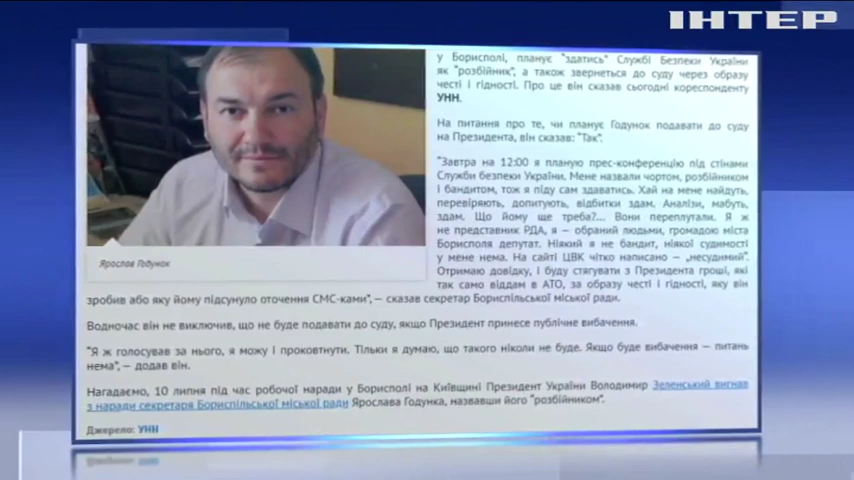 ІНТЕР
у Борисполі, планує "здатись" Службі Безпеки України
як "розбійник", а також звернеться до суду через образу
честі і гідності. Про це він сказав сьогодні кореспонденту
УНН.
На питання про те, чи планує Годунок подавати до суду
на Президента, він сказав: "Так".
"Завтра на 12:00 я планую прес-конференцію під стінами
Служби безпеки України. Мене назвали чортом, розбійником
і бандитом, тож я піду сам здаватись. Хай на мене найдуть,
перевіряють, допитують, відбитки здам. Аналізи, мабуть,
здам. Що йому ще треба?... Вони переплутали. Я ж
не представник РДА, я — обраний людьми, громадою міста
Борисполя депутат. Ніякий я не бандит, ніякої судимості
у мене нема. На сайті ЦВК чітко написано — „несудимий".
Отримаю довідку, і буду стягувати з Президента гроші, які
так само віддам в АТО, за образу честі і гідності, яку він
Ярослав Годунок
зробив або яку йому підсунуло оточення СМС-ками", — сказав секретар Бориспільської міської ради.
Водночас він не виключив, що не буде подавати до суду, якщо Президент принесе публічне вибачення.
"Я ж голосував за нього, я можу і проковтнути. Тільки я думаю, що такого ніколи не буде. Якщо буде вибачення — питань
нема", — додав він.
Нагадаємо, 10 липня під час робочої наради у Борисполі на Київщині Президент України Володимир Зеленський вигнав
з наради секретаря Бориспільської міської ради Ярослава Годунка, назвавши його "розбійником".
Джерело: УНН